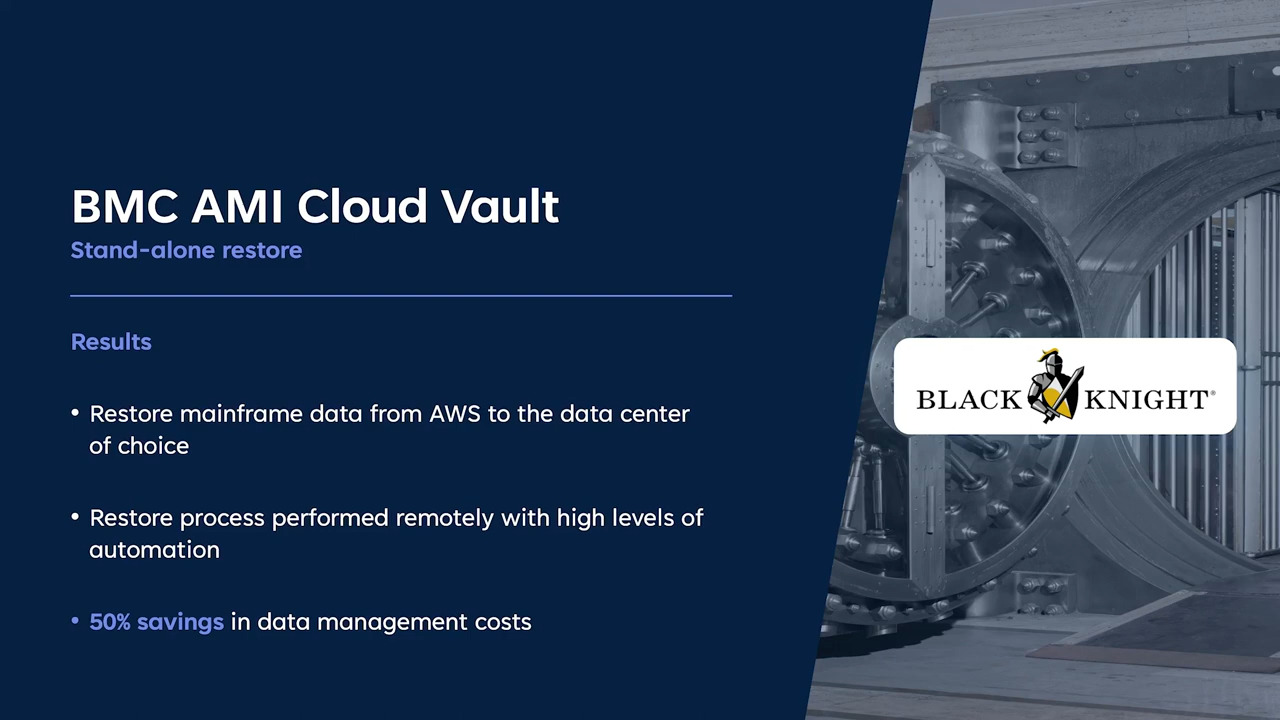 BMC AMI Cloud Vault
Stand-alone restore
Results
• Restore mainframe data from AWS to the data center
of choice
• Restore process performed remotely with high levels of
automation
• 50% savings in data management costs
BLACK KNIGHT®